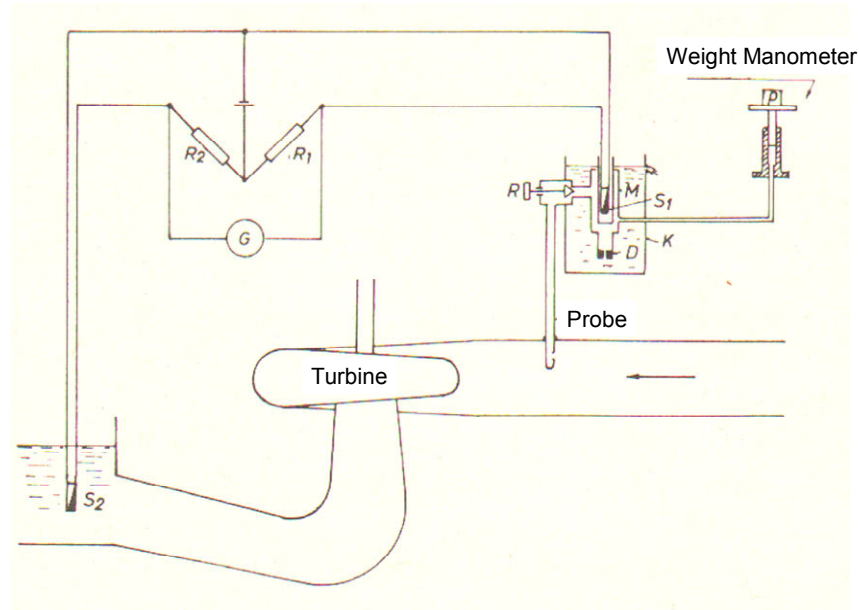 Weight Manometer
P
R2
R1
R
M
S1
G
K
D
Probe
Turbine
S2